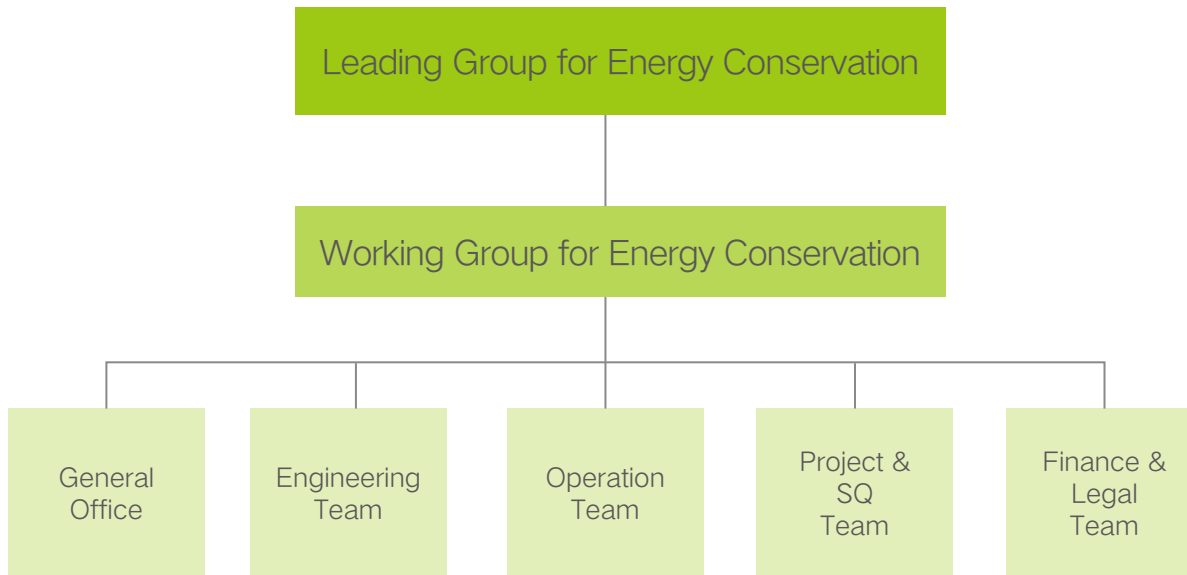 Leading Group for Energy Conservation
Working Group for Energy Conservation
General
Office
Engineering
Team
Operation
Team
Project &
SQ
Team
Finance &
Legal
Team